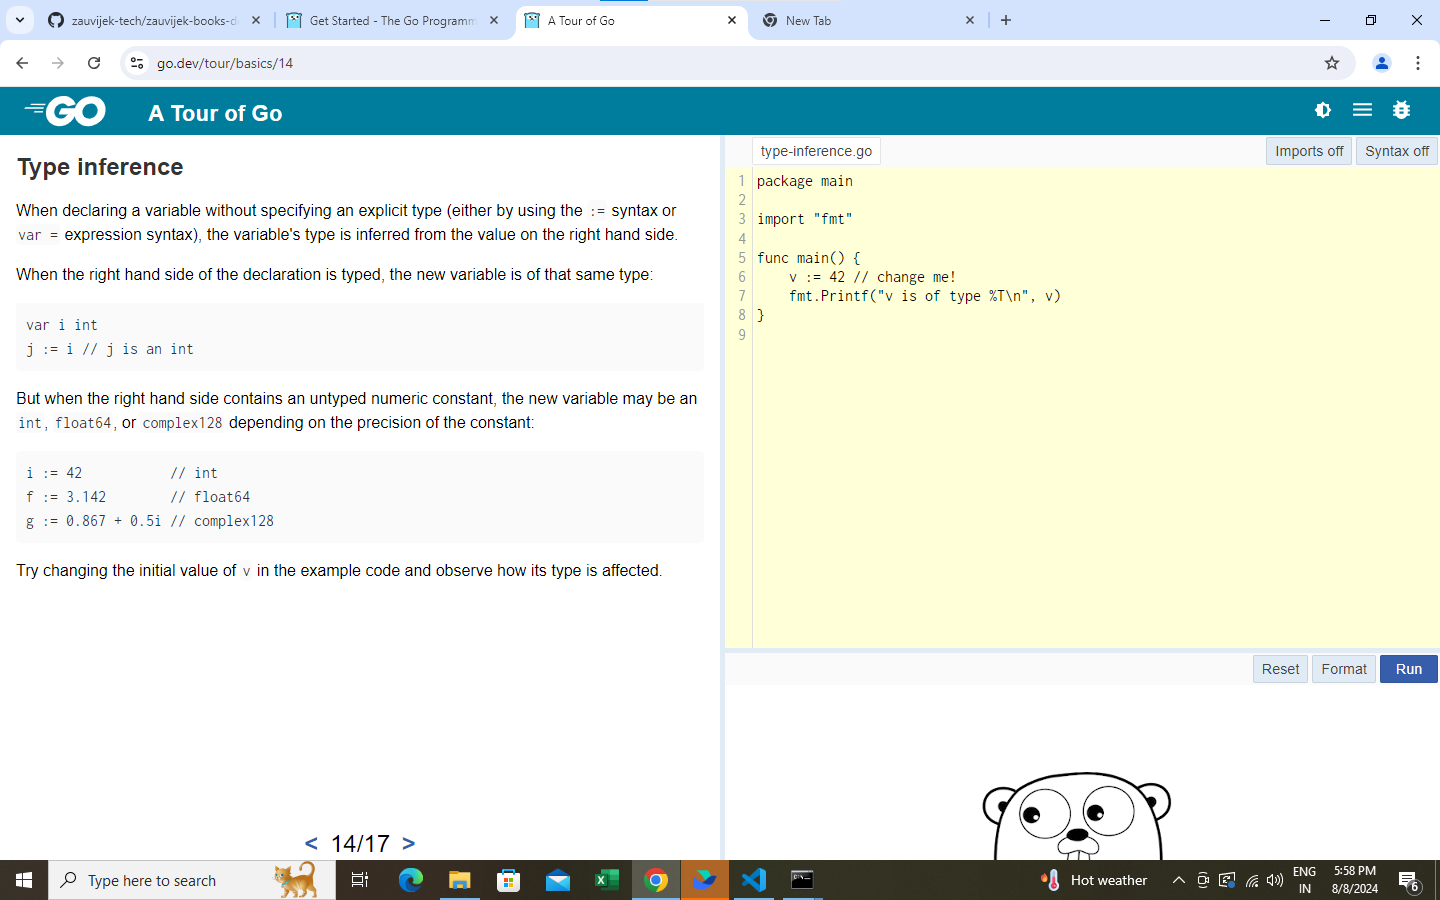 zauvijek-tech/zauvijek-books-d
Get Started - The Go Programm
A Tour of Go
New Tab
go.dev/tour/basics/14
GO
A Tour of Go
Type inference
When declaring a variable without specifying an explicit type (either by using the := syntax or
var = expression syntax), the variable's type is inferred from the value on the right hand side.
When the right hand side of the declaration is typed, the new variable is of that same type:
var i int
j := i // j is an int
But when the right hand side contains an untyped numeric constant, the new variable may be an
int, float64, or complex128 depending on the precision of the constant:
i := 42           // int
f := 3.142        // float64
g := 0.867 + 0.5i // complex128
Try changing the initial value of v in the example code and observe how its type is affected.
< 14/17 >
type-inference.go
Imports off
Syntax off
1 package main
2
3 import "fmt"
4
5 func main() {
6     v := 42 // change me!
7     fmt.Printf("v is of type %T\n", v)
8 }
9
Reset
Format
Run
Type here to search
Hot weather
ENG
IN
5:58 PM
8/8/2024
6